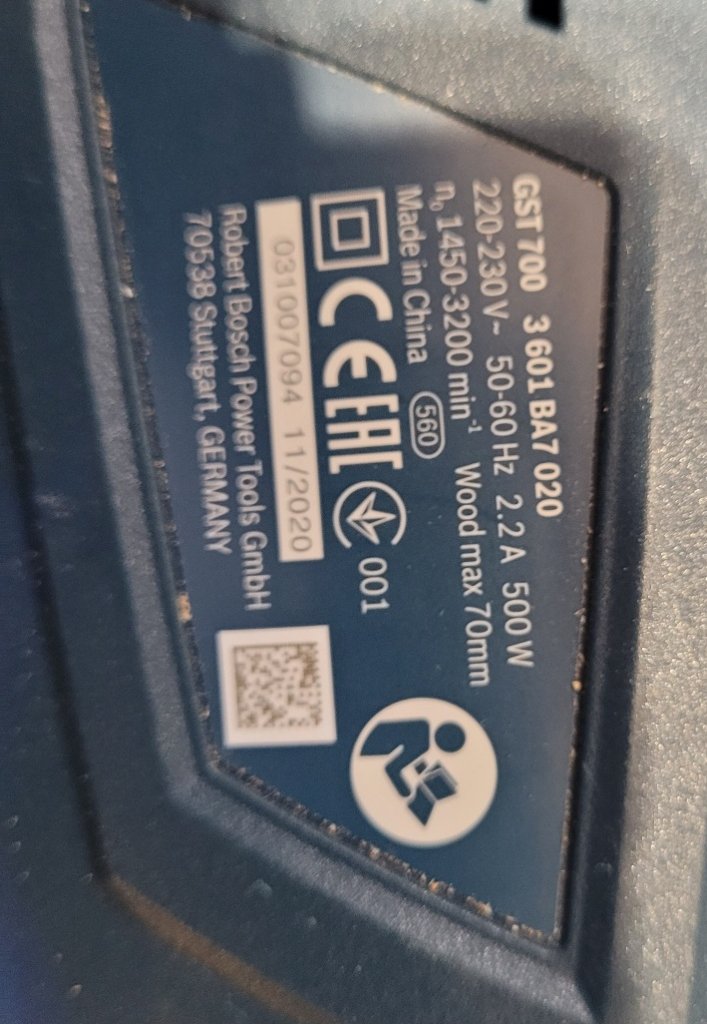 GST 700 3 601 BA7 020
220-230 V~ 50-60 Hz 2.2 A 500 W
n₀ 1450-3200 min⁻¹ Wood max 70mm
Made in China 560
CE EAC 001
031007094 11/2020
Robert Bosch Power Tools GmbH
70538 Stuttgart, GERMANY